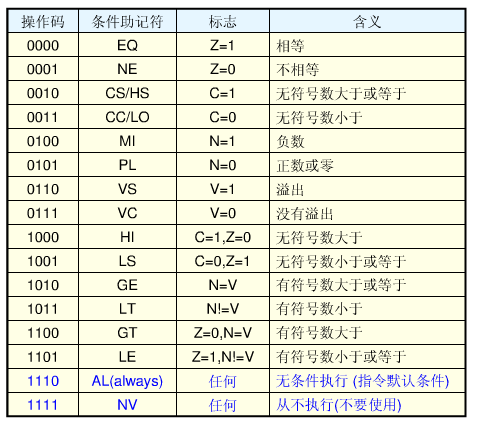 操作码 条件助记符 标志 含义
0000 EQ Z=1 相等
0001 NE Z=0 不相等
0010 CS/HS C=1 无符号数大于或等于
0011 CC/LO C=0 无符号数小于
0100 MI N=1 负数
0101 PL N=0 正数或零
0110 VS V=1 溢出
0111 VC V=0 没有溢出
1000 HI C=1,Z=0 无符号数大于
1001 LS C=0,Z=1 无符号数小于或等于
1010 GE N=V 有符号数大于或等于
1011 LT N!=V 有符号数小于
1100 GT Z=0,N=V 有符号数大于
1101 LE Z=1,N!=V 有符号数小于或等于
1110 AL(always) 任何 无条件执行 (指令默认条件)
1111 NV 任何 从不执行(不要使用)